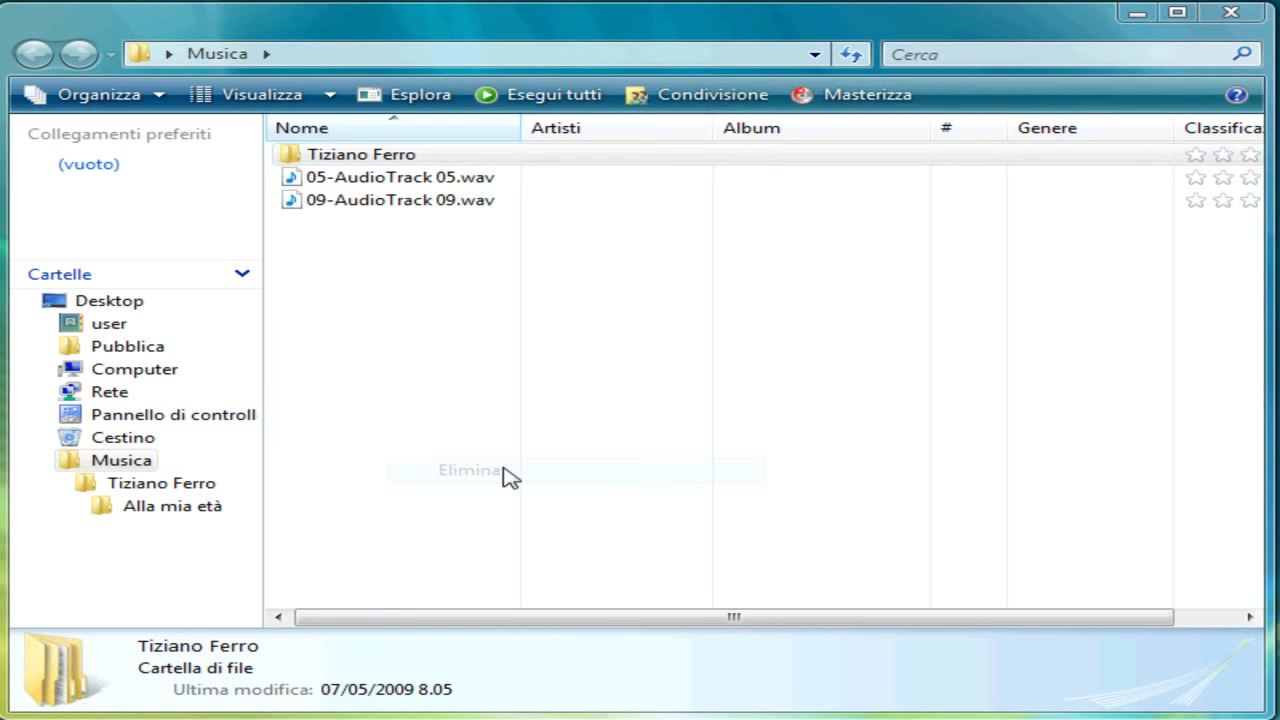 Musica
Cerca
Organizza Visualizza Esplora Esegui tutti Condivisione Masterizza
Collegamenti preferiti
(vuoto)
Nome Artisti Album # Genere Classifica
Tiziano Ferro
05-AudioTrack 05.wav
09-AudioTrack 09.wav
Cartelle
Desktop
user
Pubblica
Computer
Rete
Pannello di controll
Cestino
Musica
Tiziano Ferro
Alla mia età
Elimina
Tiziano Ferro
Cartella di file
Ultima modifica: 07/05/2009 8.05